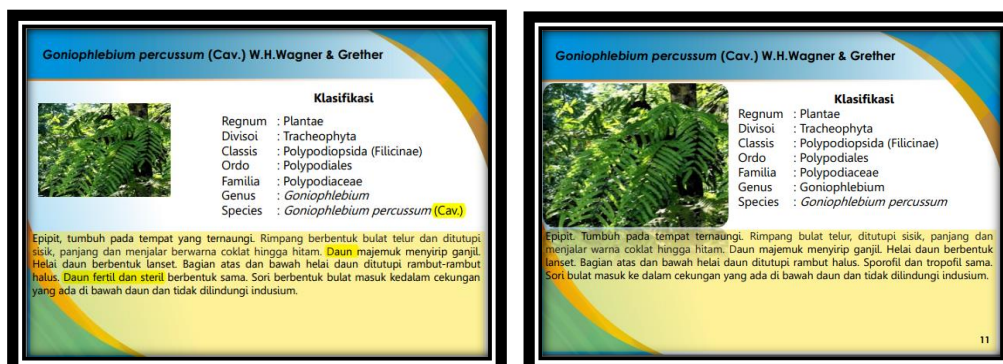 Goniophlebium percussum (Cav.) W.H.Wagner & Grether
Klasifikasi
Regnum : Plantae
Divisoi : Tracheophyta
Classis : Polypodiopsida (Filicinae)
Ordo : Polypodiales
Familia : Polypodiaceae
Genus : Goniophlebium
Species : Goniophlebium percussum (Cav.)
Epipit, tumbuh pada tempat yang ternaungi. Rimpang berbentuk bulat telur dan ditutupi
sisik, panjang dan menjalar berwarna coklat hingga hitam. Daun majemuk menyirip ganjil.
Helai daun berbentuk lanset. Bagian atas dan bawah helai daun ditutupi rambut-rambut
halus. Daun fertil dan steril berbentuk sama. Sori berbentuk bulat masuk kedalam cekungan
yang ada di bawah daun dan tidak dilindungi indusium.
Goniophlebium percussum (Cav.) W.H.Wagner & Grether
Klasifikasi
Regnum : Plantae
Divisoi : Tracheophyta
Classis : Polypodiopsida (Filicinae)
Ordo : Polypodiales
Familia : Polypodiaceae
Genus : Goniophlebium
Species : Goniophlebium percussum
Epipit. Tumbuh pada tempat ternaungi. Rimpang bulat telur, ditutupi sisik, panjang dan
menjalar warna coklat hingga hitam. Daun majemuk menyirip ganjil. Helai daun berbentuk
lanset. Bagian atas dan bawah helai daun ditutupi rambut halus. Sporofil dan tropofil sama.
Sori bulat masuk ke dalam cekungan yang ada di bawah daun dan tidak dilindungi indusium.
11